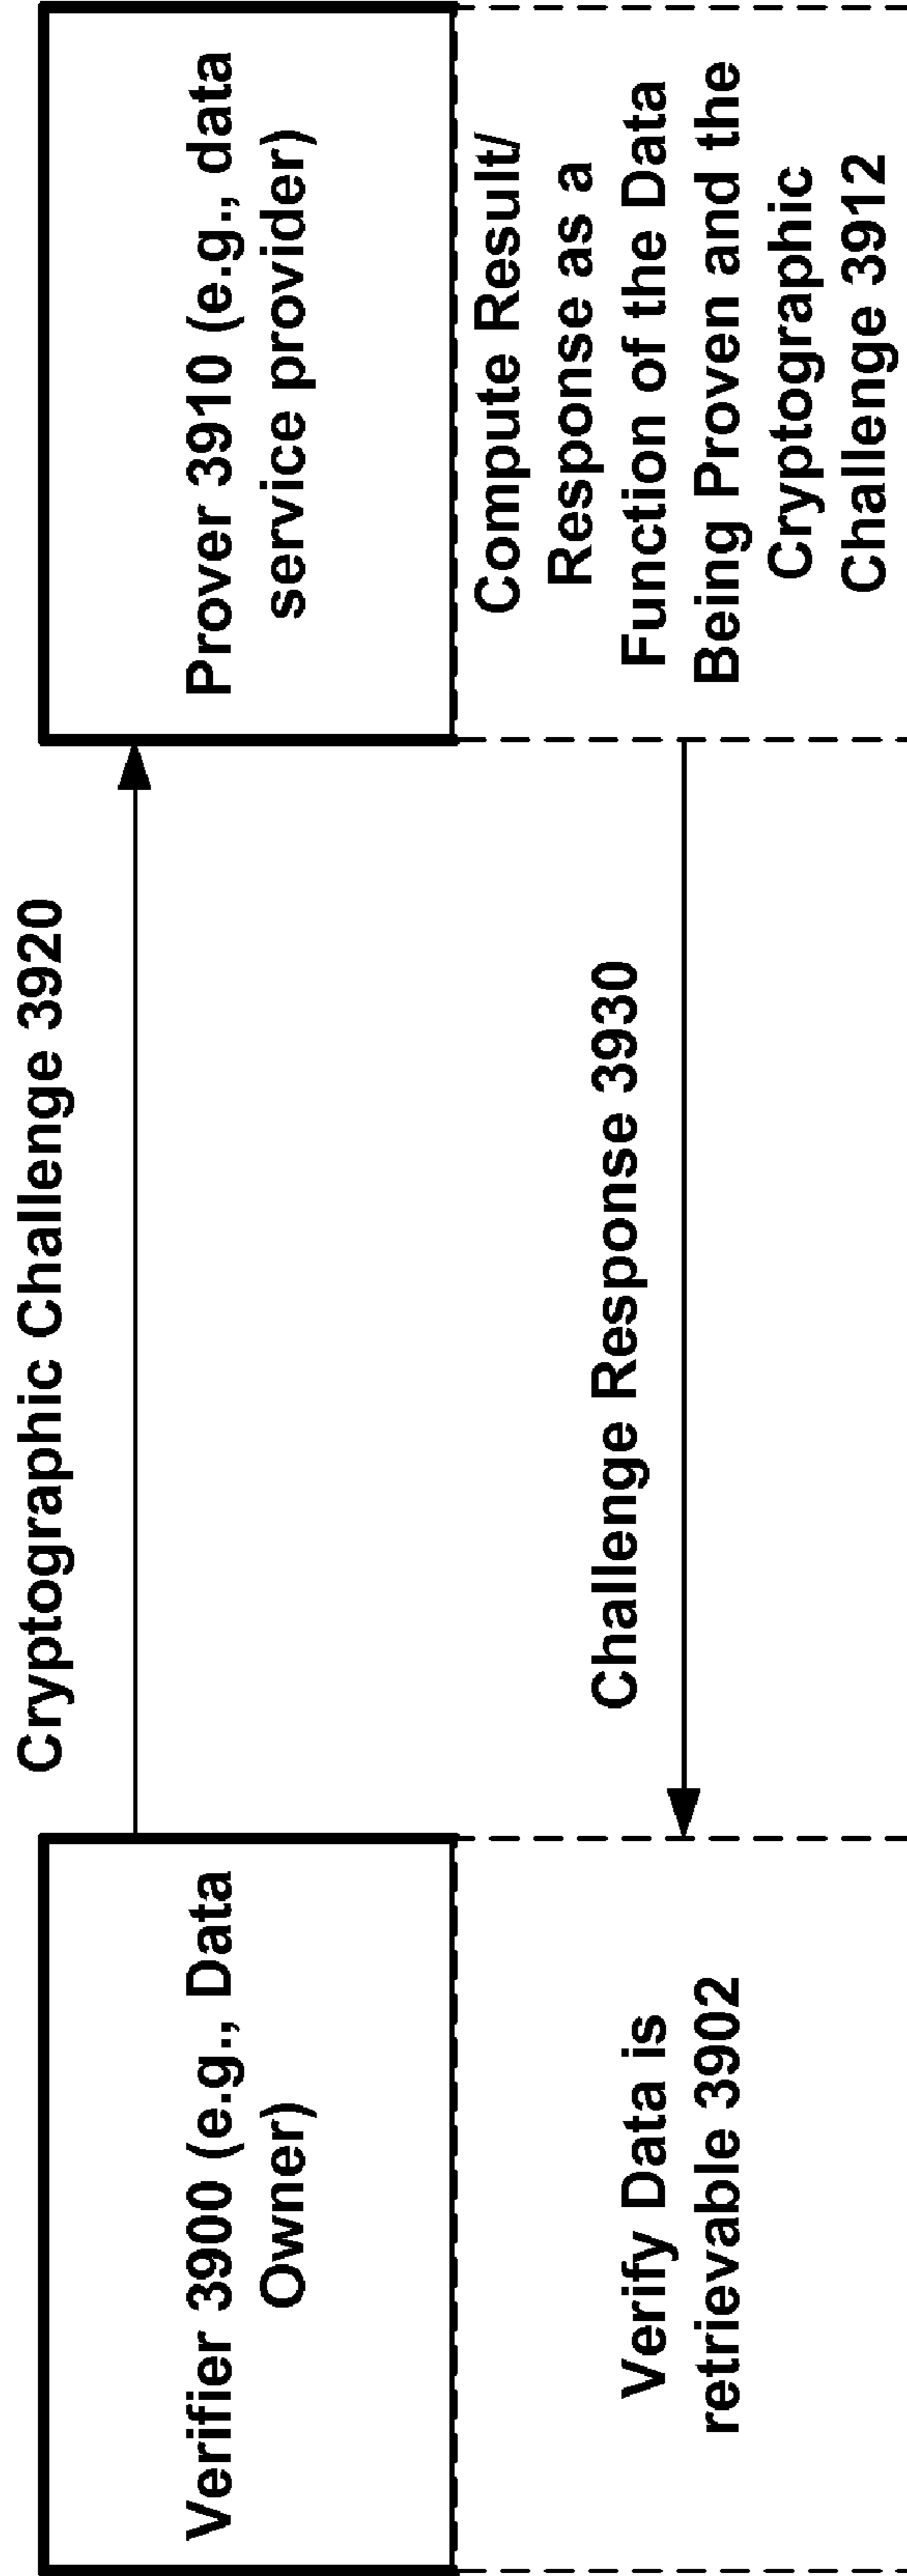 Verifier 3900 (e.g., Data
Owner)
Cryptographic Challenge 3920
Prover 3910 (e.g., data
service provider)
Compute Result/
Response as a
Function of the Data
Being Proven and the
Cryptographic
Challenge 3912
Challenge Response 3930
Verify Data is
retrievable 3902